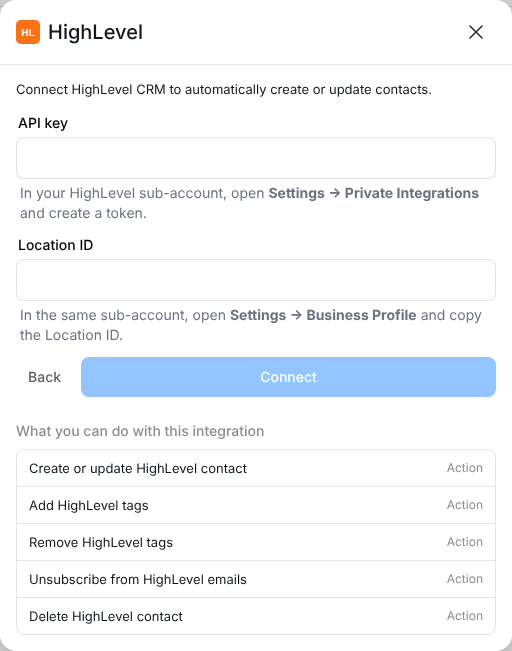 HL HighLevel
Connect HighLevel CRM to automatically create or update contacts.
API key
In your HighLevel sub-account, open Settings → Private Integrations
and create a token.
Location ID
In the same sub-account, open Settings → Business Profile and copy
the Location ID.
Back Connect
What you can do with this integration
Create or update HighLevel contact Action
Add HighLevel tags Action
Remove HighLevel tags Action
Unsubscribe from HighLevel emails Action
Delete HighLevel contact Action